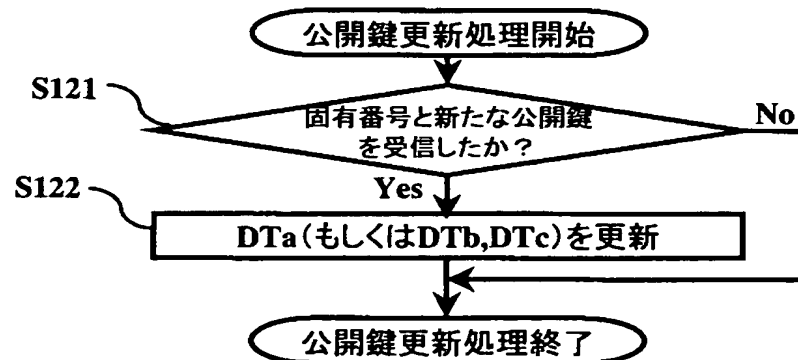 公開鍵更新処理開始
S121
固有番号と新たな公開鍵
を受信したか？
No
Yes
S122
DTa(もしくはDTb,DTc)を更新
公開鍵更新処理終了